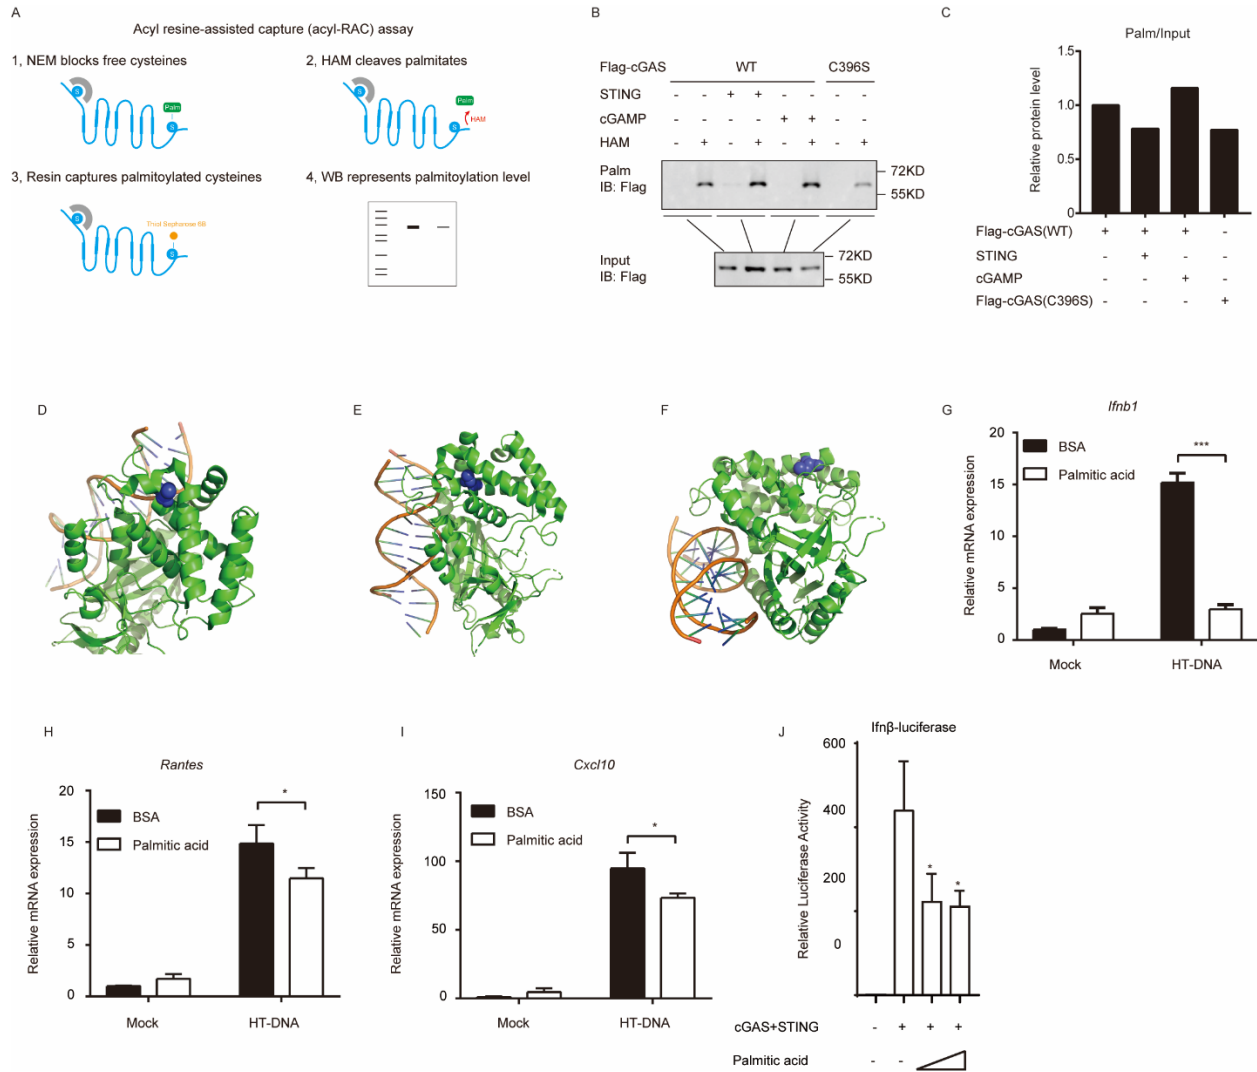 A
Acyl resine-assisted capture (acyl-RAC) assay
1, NEM blocks free cysteines
2, HAM cleaves palmitates
S
Palm
S
S
Palm
HAM
S
3, Resin captures palmitoylated cysteines
4, WB represents palmitoylation level
S
Thiol Sepharose 6B
S
B
Flag-cGAS WT C396S
STING - - + + - - - -
cGAMP - - - - + + - -
HAM - + - + - + - +
Palm
IB: Flag
72KD
55KD
Input
IB: Flag
72KD
55KD
C
Palm/Input
Relative protein level
1.5
1.0
0.5
0
Flag-cGAS(WT) + + + -
STING - + - -
cGAMP - - + -
Flag-cGAS(C396S) - - - +
D
E
F
G
Ifnb1
Relative mRNA expression
20
15
10
5
0
BSA
Palmitic acid
***
Mock HT-DNA
H
Rantes
Relative mRNA expression
20
15
10
5
0
BSA
Palmitic acid
*
Mock HT-DNA
I
Cxcl10
Relative mRNA expression
150
100
50
0
BSA
Palmitic acid
*
Mock HT-DNA
J
Ifnβ-luciferase
Relative Luciferase Activity
600
400
200
0
* *
cGAS+STING - + + +
Palmitic acid - -